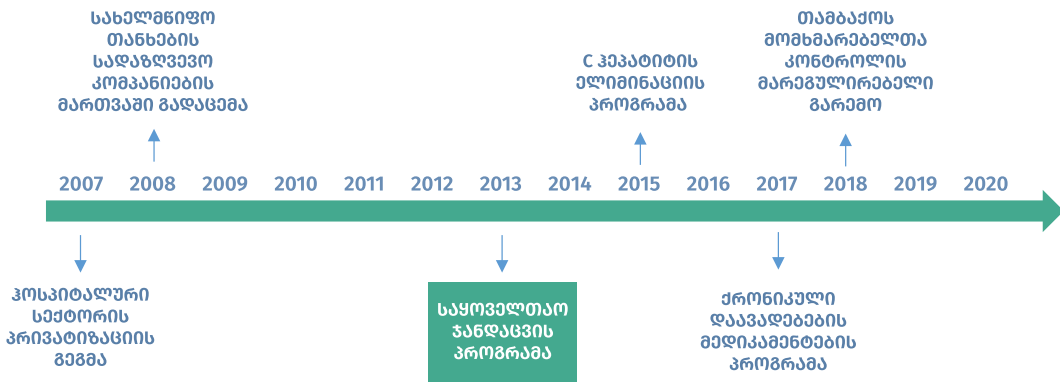 სახელმწიფო
თანხების
სადაზღვევო
კომპანიების
მართვაში გადაცემა
C ჰეპატიტის
ელიმინაციის
პროგრამა
თამბაქოს
მომხმარებელთა
კონტროლის
მარეგულირებელი
გარემო
2007 2008 2009 2010 2011 2012 2013 2014 2015 2016 2017 2018 2019 2020
ჰოსპიტალური
სექტორის
პრივატიზაციის
გეგმა
საყოველთაო
ჯანდაცვის
პროგრამა
ქრონიკული
დაავადებების
მედიკამენტების
პროგრამა